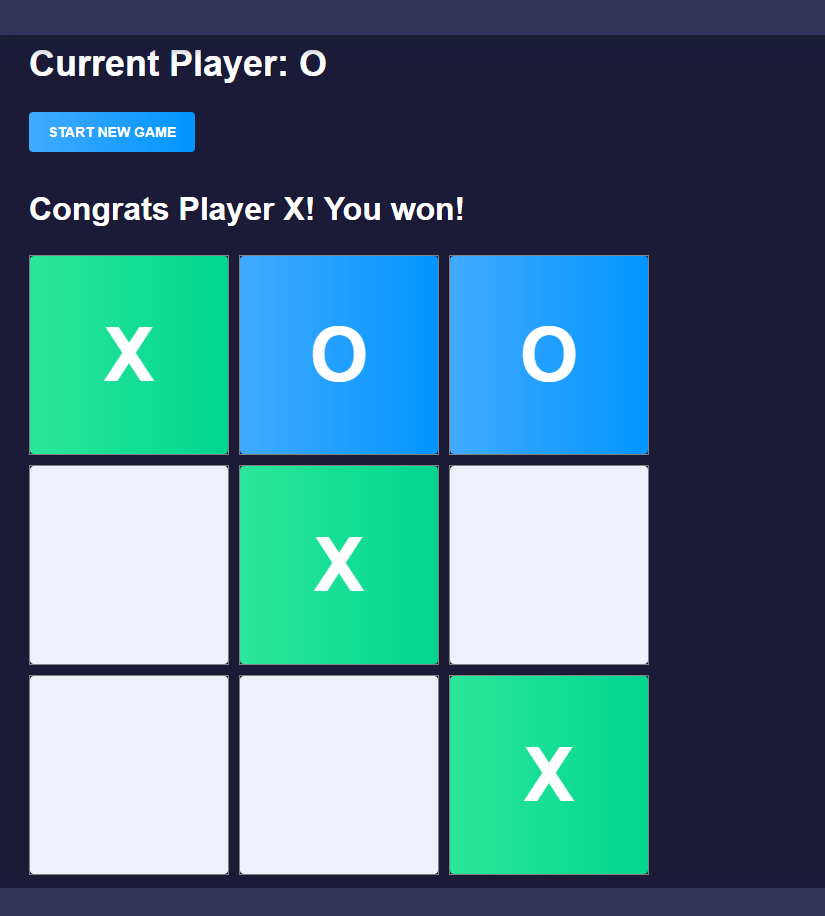 Current Player: O
START NEW GAME
Congrats Player X! You won!
X O O
X
X